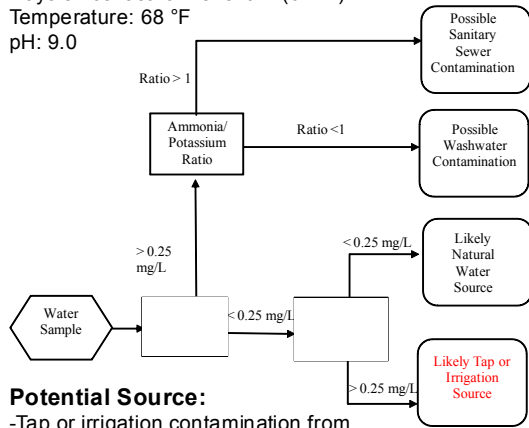 Temperature: 68 °F
pH: 9.0
Possible
Sanitary
Sewer
Contamination
Ratio > 1
Ammonia/
Potassium
Ratio
Ratio <1
Possible
Washwater
Contamination
> 0.25
mg/L
< 0.25 mg/L
Likely
Natural
Water
Source
Water
Sample
< 0.25 mg/L
Likely Tap or
Irrigation
Source
> 0.25 mg/L
Potential Source:
-Tap or irrigation contamination from